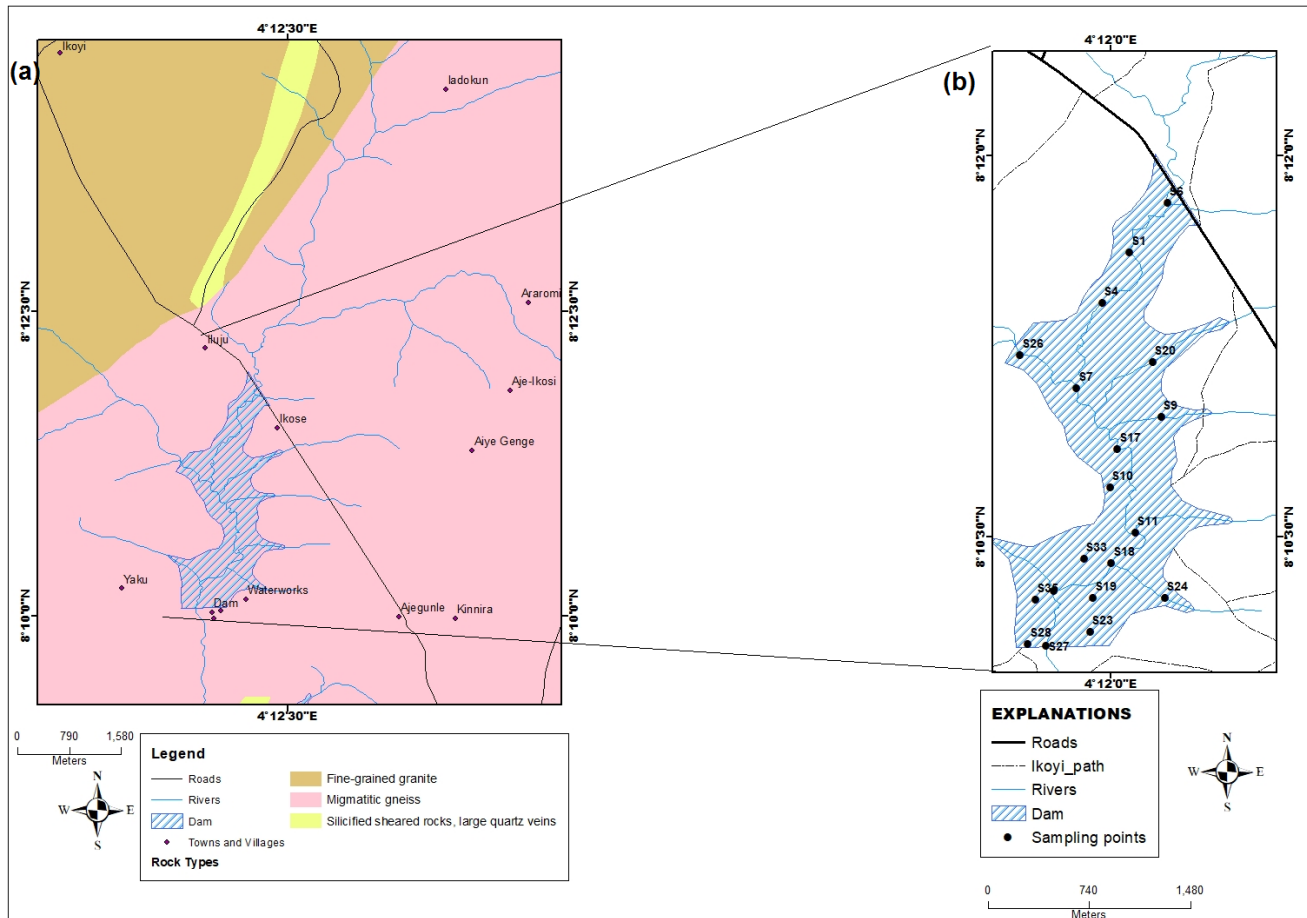 (a)
4°12'30"E
Ikoyi
Iadokun
8°12'30"N
8°12'30"N
Araromi
Iluju
Aje-Ikosi
Ikose
Aiye Genge
Yaku
Waterworks
Dam
Ajegunle
Kinnira
8°10'0"N
8°10'0"N
4°12'30"E
0 790 1,580
Meters
N
W E
S
Legend
Roads
Rivers
Dam
Towns and Villages
Rock Types
Fine-grained granite
Migmatitic gneiss
Silicified sheared rocks, large quartz veins
(b)
4°12'0"E
8°12'0"N
8°12'0"N
S6
S1
S4
S26
S20
S7
S9
S17
S10
8°10'30"N
8°10'30"N
S11
S33
S18
S35
S19
S24
S23
S28
S27
4°12'0"E
EXPLANATIONS
Roads
Ikoyi_path
Rivers
Dam
Sampling points
N
W E
S
0 740 1,480
Meters